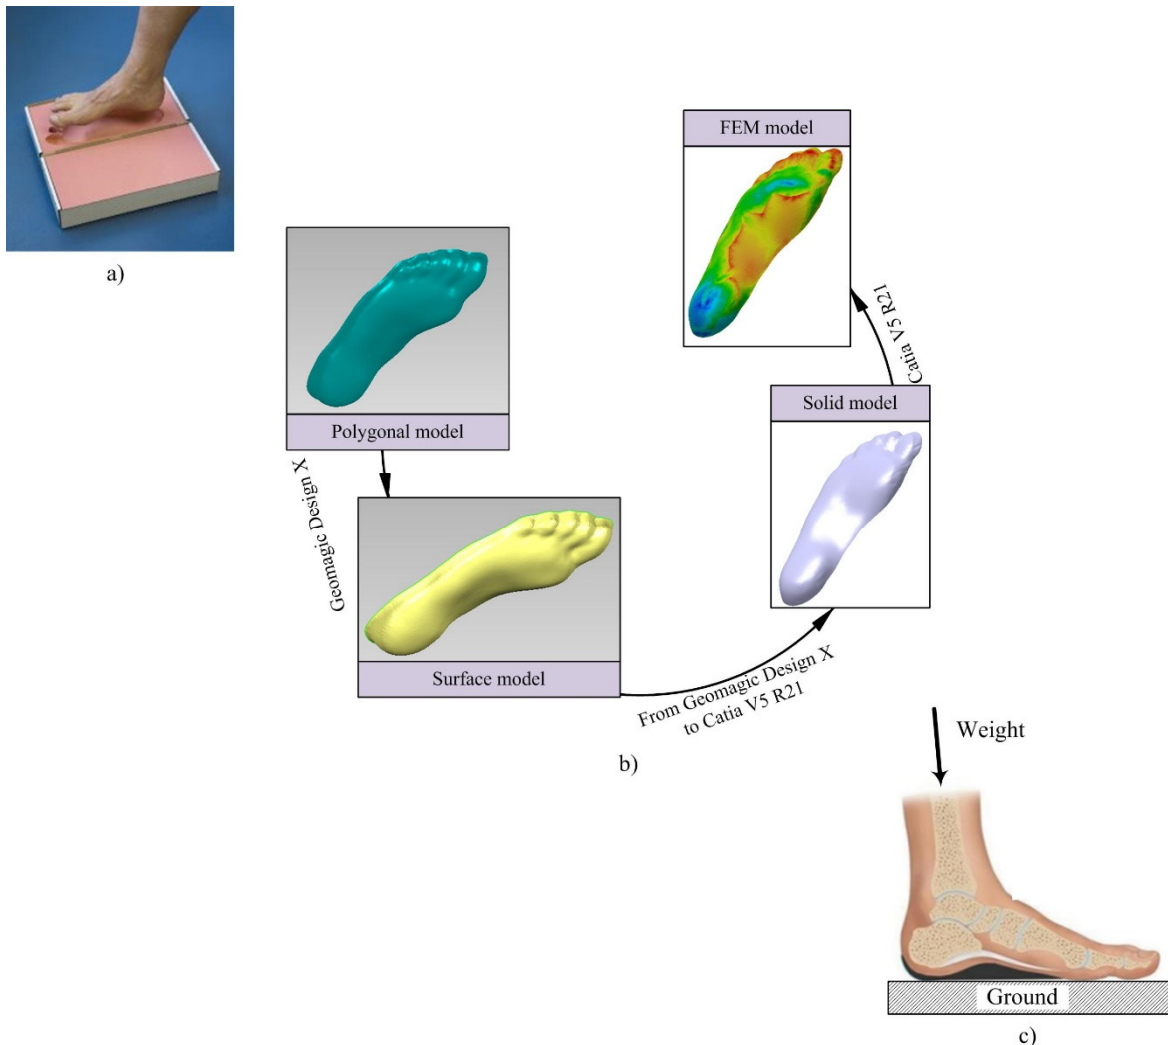 a)
FEM model
Polygonal model
Catia V5 R21
Solid model
Geomagic Design X
Surface model
From Geomagic Design X
to Catia V5 R21
b)
Weight
Ground
c)